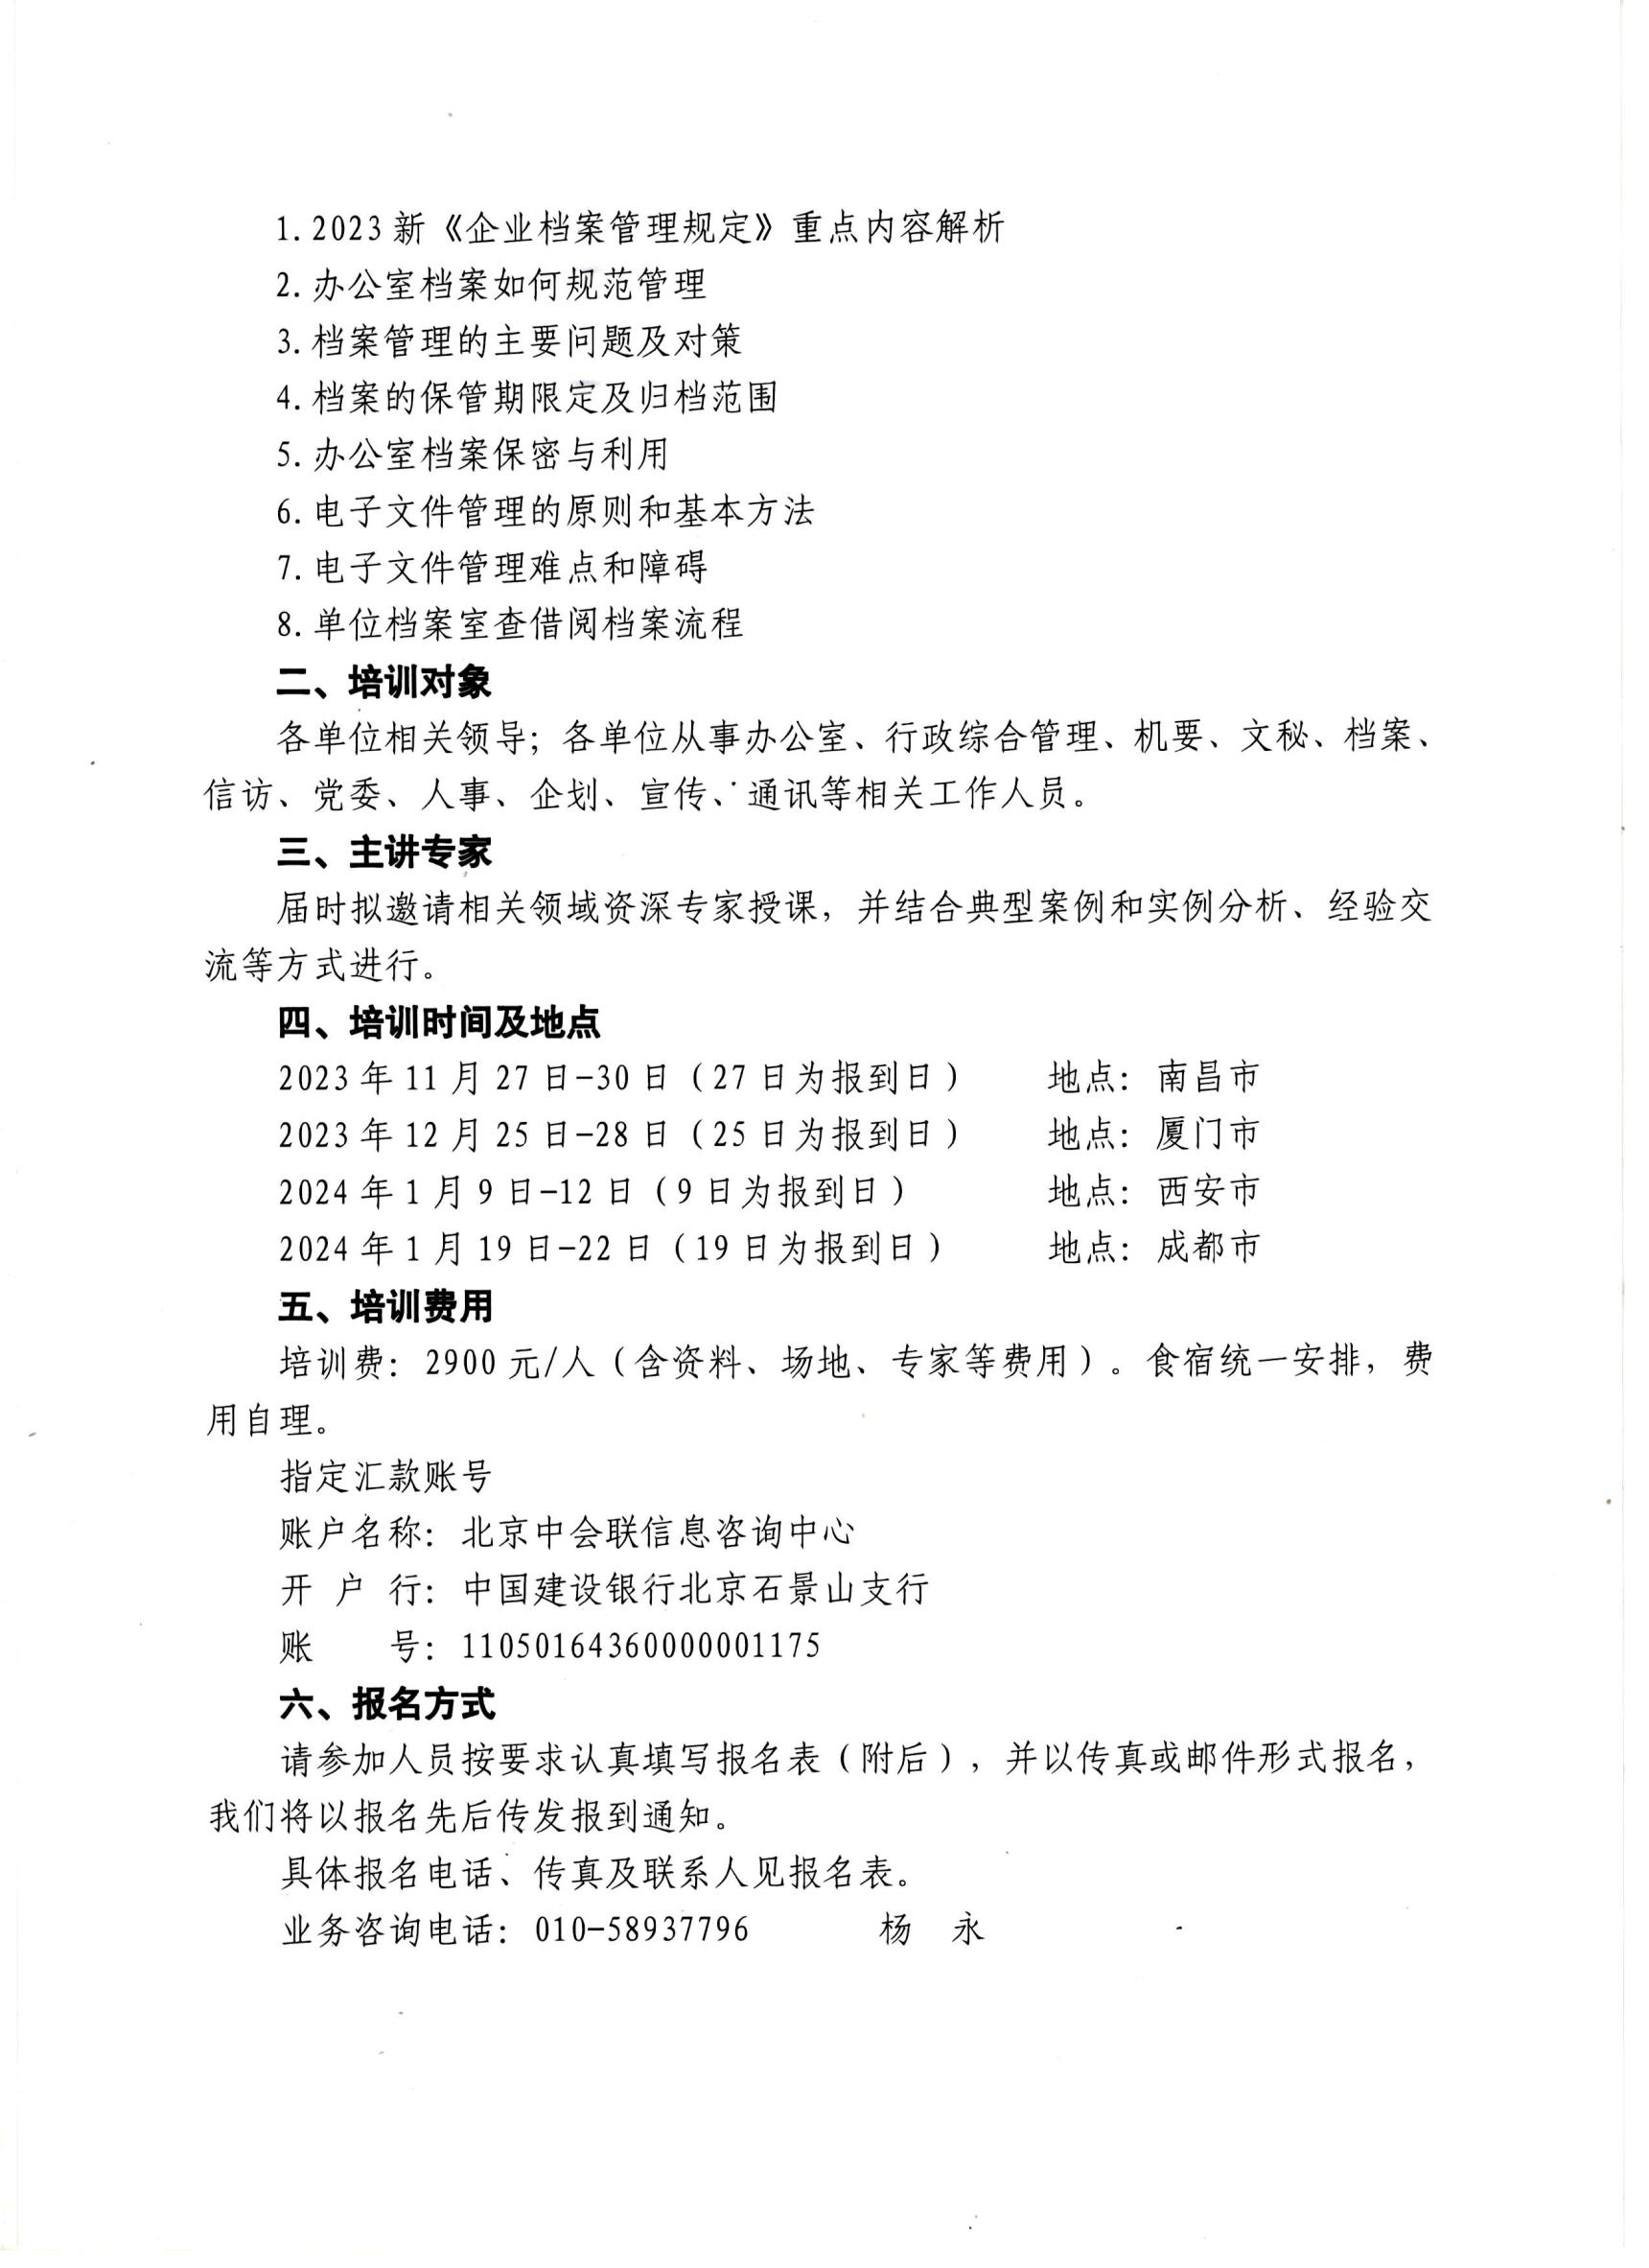 1.2023新《企业档案管理规定》重点内容解析
2.办公室档案如何规范管理
3.档案管理的主要问题及对策
4.档案的保管期限定及归档范围
5.办公室档案保密与利用
6.电子文件管理的原则和基本方法
7.电子文件管理难点和障碍
8.单位档案室查借阅档案流程
二、培训对象
各单位相关领导；各单位从事办公室、行政综合管理、机要、文秘、档案、
信访、党委、人事、企划、宣传、通讯等相关工作人员。
三、主讲专家
届时拟邀请相关领域资深专家授课，并结合典型案例和实例分析、经验交
流等方式进行。
四、培训时间及地点
2023年11月27日-30日（27日为报到日） 地点：南昌市
2023年12月25日-28日（25日为报到日） 地点：厦门市
2024年1月9日-12日（9日为报到日） 地点：西安市
2024年1月19日-22日（19日为报到日） 地点：成都市
五、培训费用
培训费：2900元/人（含资料、场地、专家等费用）。食宿统一安排，费
用自理。
指定汇款账号
账户名称：北京中会联信息咨询中心
开 户 行：中国建设银行北京石景山支行
账 号：11050164360000001175
六、报名方式
请参加人员按要求认真填写报名表（附后），并以传真或邮件形式报名，
我们将以报名先后传发报到通知。
具体报名电话、传真及联系人见报名表。
业务咨询电话：010-58937796 杨 永